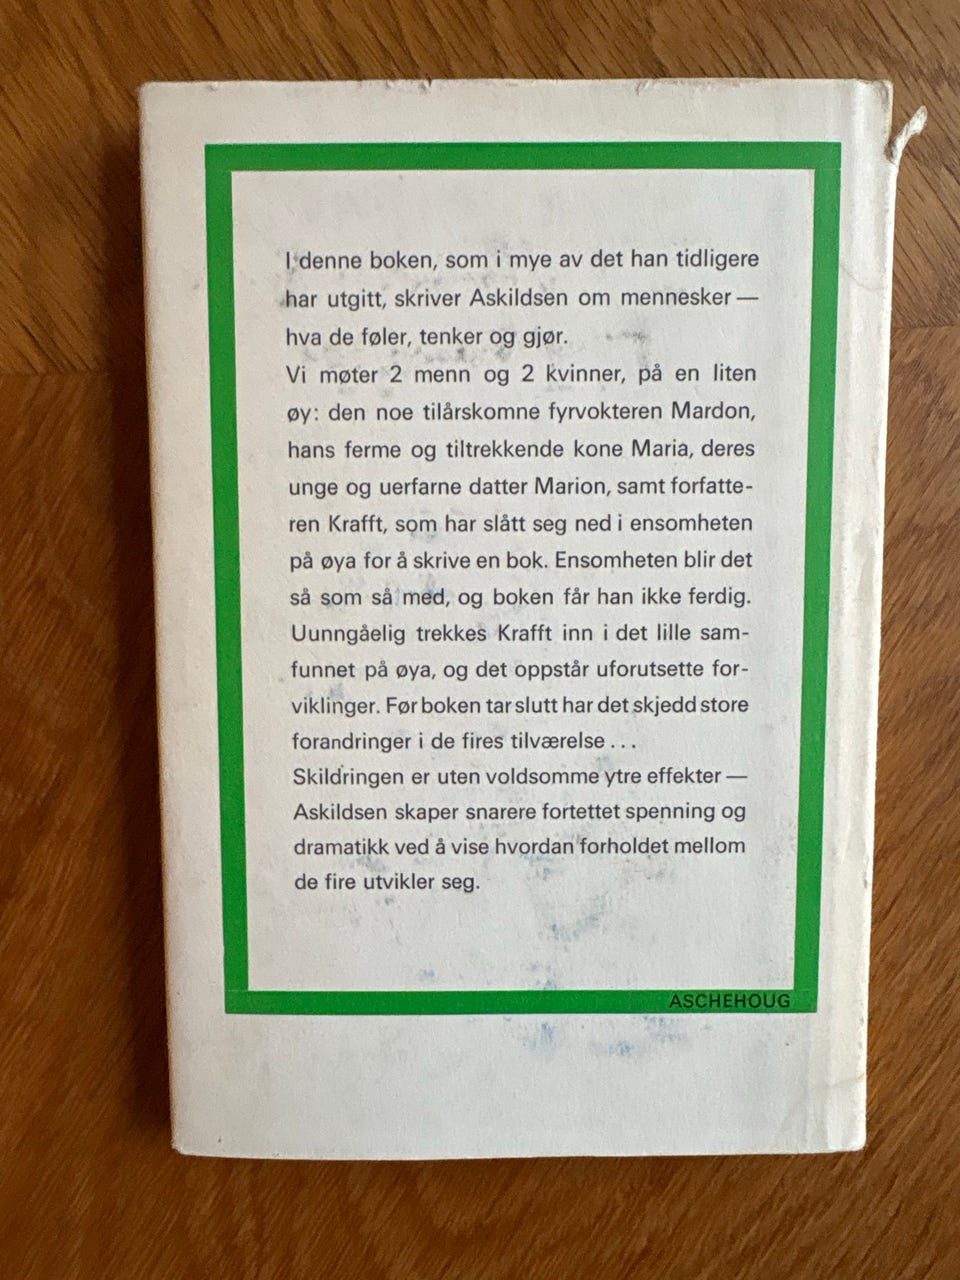 I denne boken, som i mye av det han tidligere
har utgitt, skriver Askildsen om mennesker —
hva de føler, tenker og gjør.
Vi møter 2 menn og 2 kvinner, på en liten
øy: den noe tilårskomne fyrvokteren Mardon,
hans ferme og tiltrekkende kone Maria, deres
unge og uerfarne datter Marion, samt forfatte-
ren Krafft, som har slått seg ned i ensomheten
på øya for å skrive en bok. Ensomheten blir det
så som så med, og boken får han ikke ferdig.
Uunngåelig trekkes Krafft inn i det lille sam-
funnet på øya, og det oppstår uforutsette for-
viklinger. Før boken tar slutt har det skjedd store
forandringer i de fires tilværelse . . .
Skildringen er uten voldsomme ytre effekter —
Askildsen skaper snarere fortettet spenning og
dramatikk ved å vise hvordan forholdet mellom
de fire utvikler seg.
ASCHEHOUG